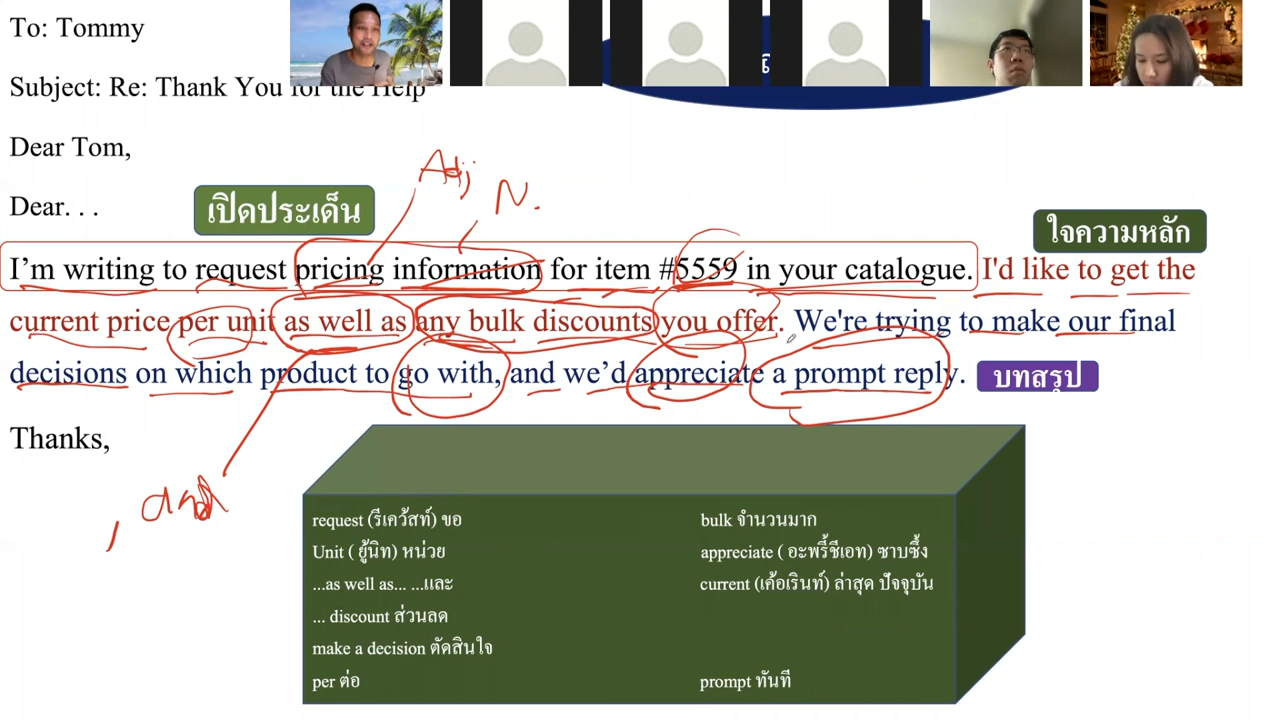 To: Tommy
Subject: Re: Thank You for the Help
Dear Tom,
Adj
N.
Dear. . .
เปิดประเด็น
ใจความหลัก
I'm writing to request pricing information for item #5559 in your catalogue. I'd like to get the
current price per unit as well as any bulk discounts you offer. We're trying to make our final
decisions on which product to go with, and we'd appreciate a prompt reply. บทสรุป
Thanks,
, and
request (รีเคว้สท์) ขอ
bulk จำนวนมาก
Unit ( ยู้นิท) หน่วย
appreciate ( อะพรี้ชีเอท) ซาบซึ้ง
...as well as... ...และ
current (เค้อเรินท์) ล่าสุด ปัจจุบัน
... discount ส่วนลด
make a decision ตัดสินใจ
per ต่อ
prompt ทันที